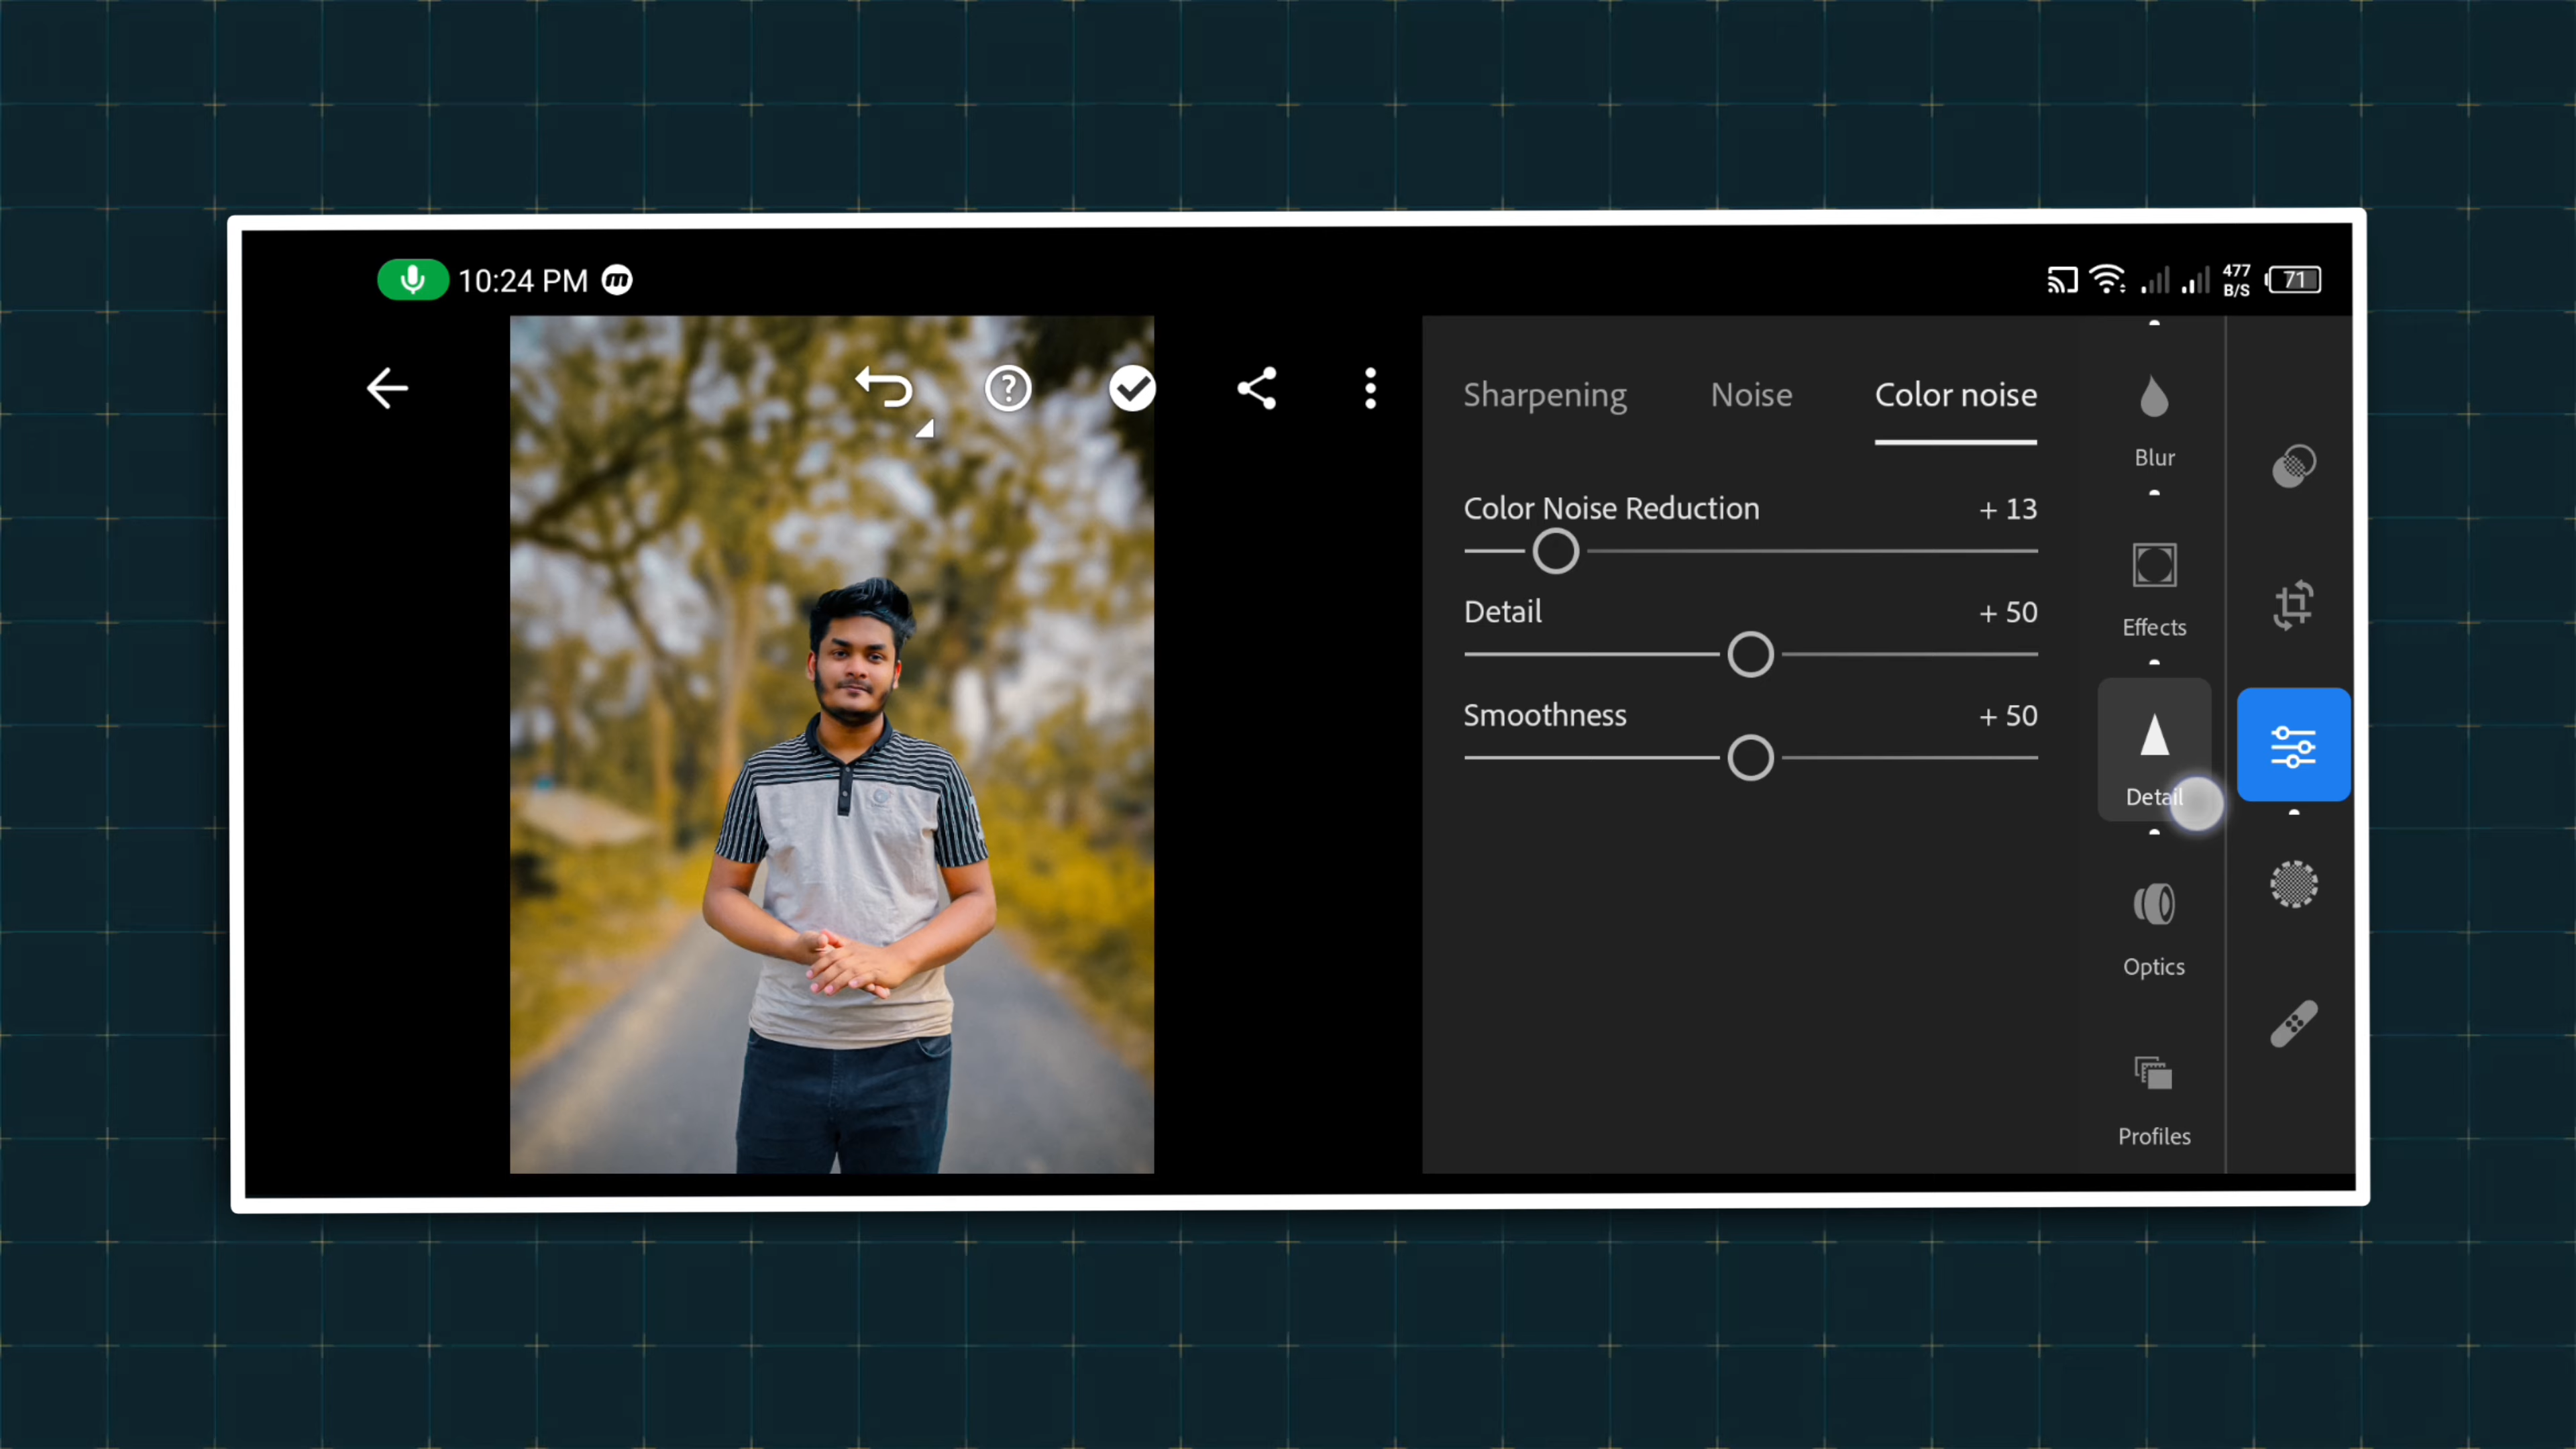 10:24 PM
477
B/S
71
Sharpening Noise Color noise
Color Noise Reduction + 13
Detail + 50
Smoothness + 50
Blur
Effects
Detail
Optics
Profiles